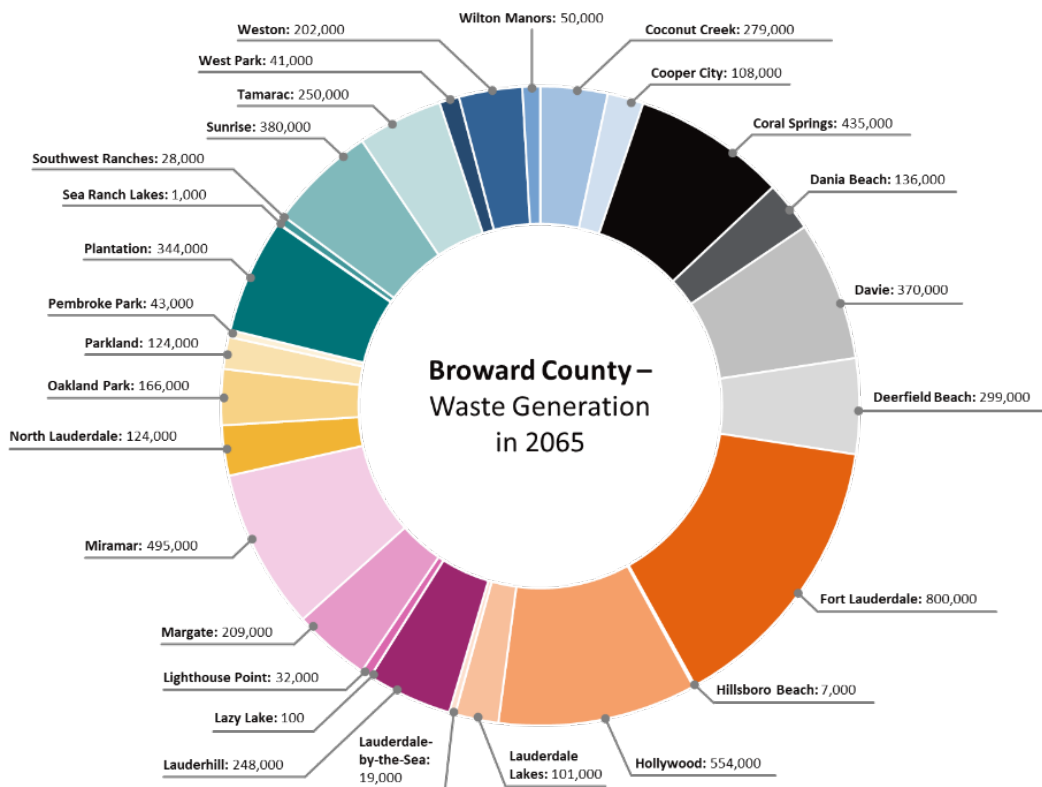 Wilton Manors: 50,000
Coconut Creek: 279,000
Cooper City: 108,000
Coral Springs: 435,000
Dania Beach: 136,000
Davie: 370,000
Deerfield Beach: 299,000
Fort Lauderdale: 800,000
Hillsboro Beach: 7,000
Hollywood: 554,000
Lauderdale
Lakes: 101,000
Lauderdale-
by-the-Sea:
19,000
Lauderhill: 248,000
Lazy Lake: 100
Lighthouse Point: 32,000
Margate: 209,000
Miramar: 495,000
North Lauderdale: 124,000
Oakland Park: 166,000
Parkland: 124,000
Pembroke Park: 43,000
Plantation: 344,000
Sea Ranch Lakes: 1,000
Southwest Ranches: 28,000
Sunrise: 380,000
Tamarac: 250,000
West Park: 41,000
Weston: 202,000
Broward County –
Waste Generation
in 2065